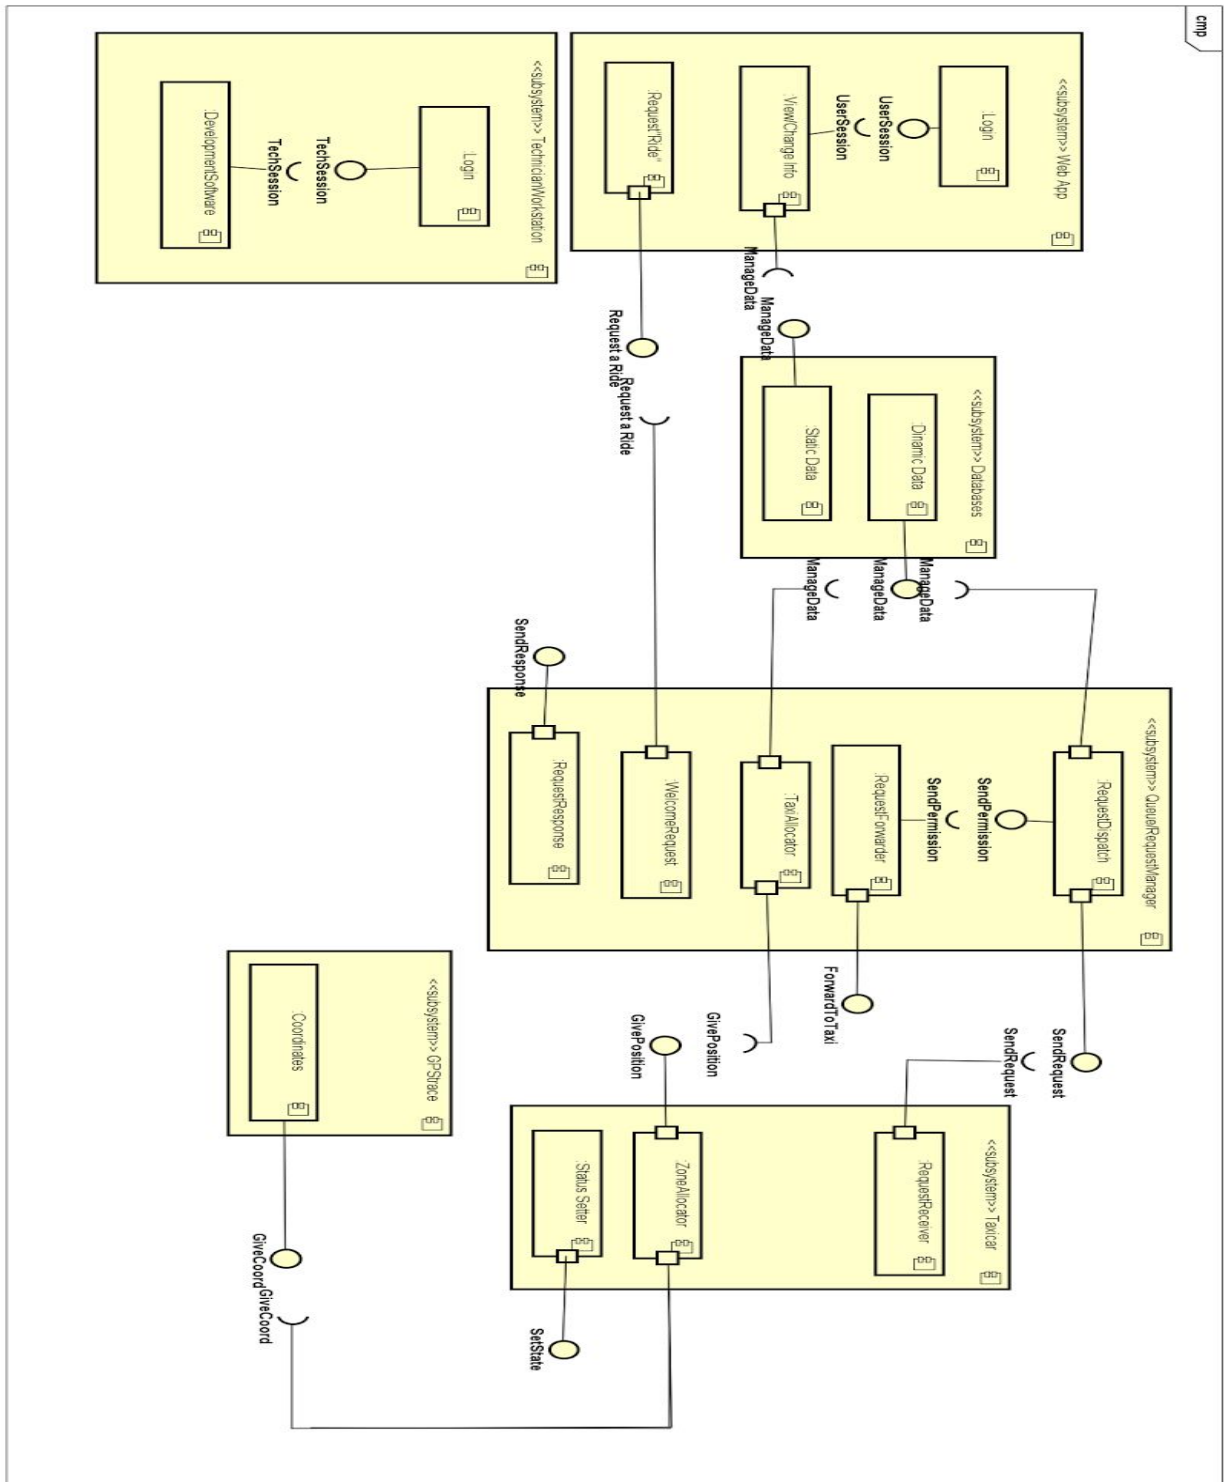 cmp
<<subsystem>> Web App
:Login
UserSession
UserSession
:View/Change Info
ManageData
:Request"Ride"
Request a Ride
<<subsystem>> TechnicianWorkstation
:Login
TechSession
TechSession
:DevelopmentSoftware
<<subsystem>> Databases
:Dinamic Data
:Static Data
ManageData
ManageData
ManageData
ManageData
Request a Ride
<<subsystem>> Queue/RequestManager
:RequestDispatch
SendPermission
SendPermission
:RequestForwarder
:TaxiAllocator
:WelcomeRequest
:RequestResponse
SendResponse
SendRequest
SendRequest
ForwardToTaxi
GivePosition
GivePosition
<<subsystem>> Taxicar
:RequestReceiver
:ZoneAllocator
:Status Setter
SetState
<<subsystem>> GPStrace
:Coordinates
GiveCoord
GiveCoord